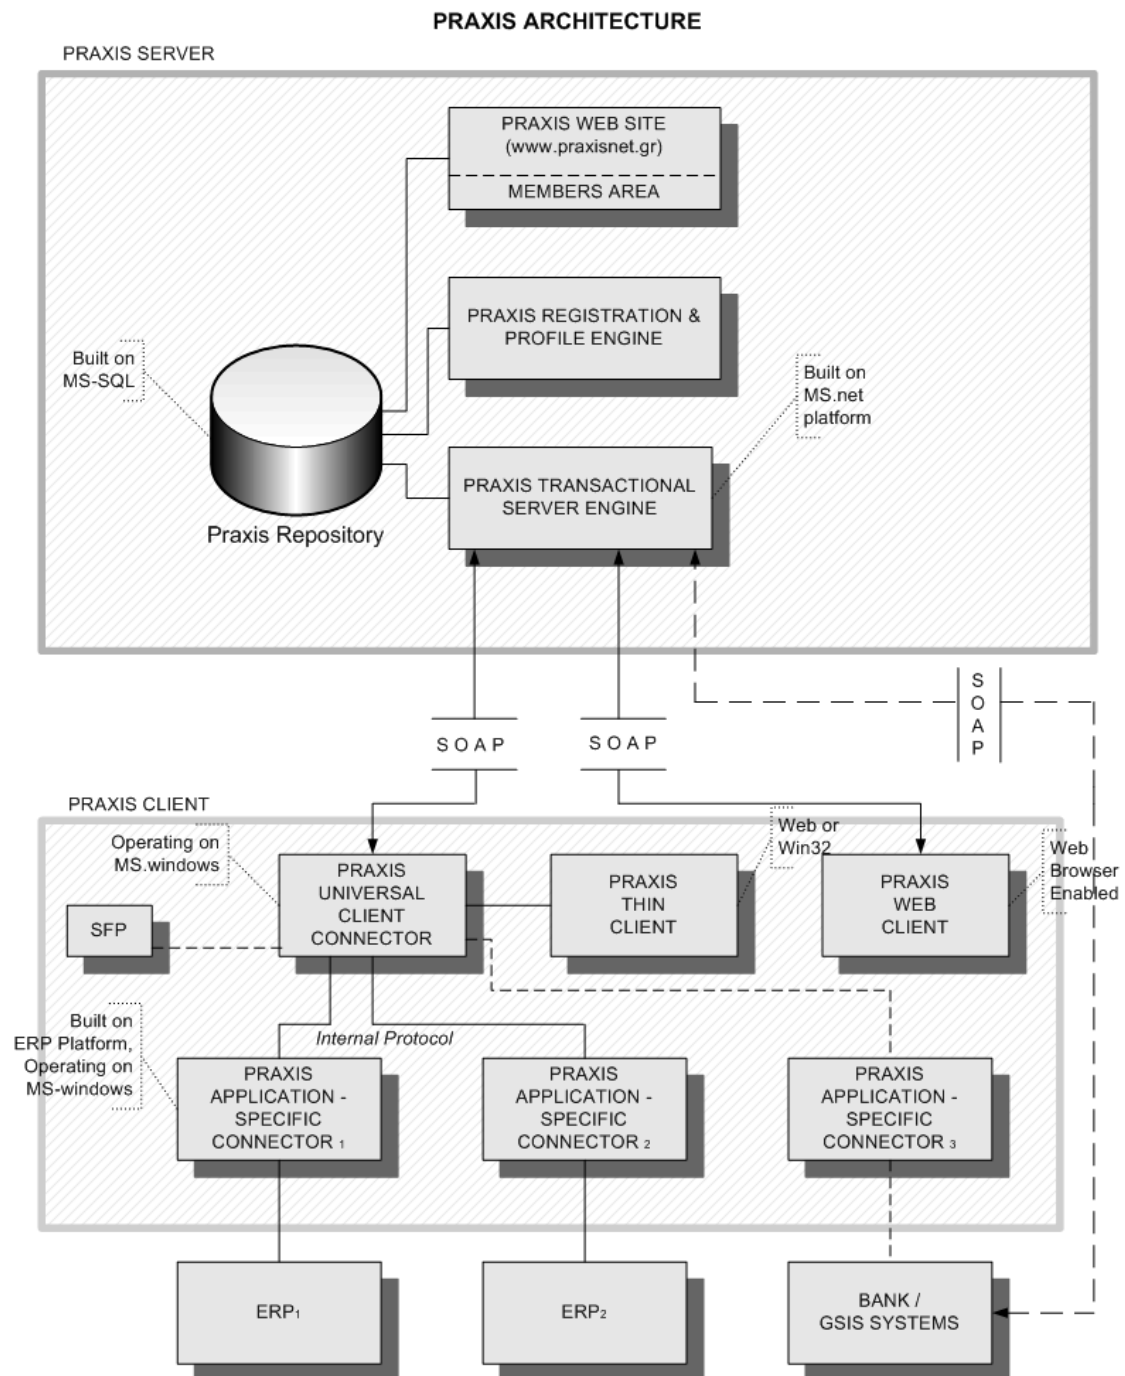 PRAXIS ARCHITECTURE
PRAXIS SERVER
PRAXIS WEB SITE
(www.praxisnet.gr)
MEMBERS AREA
PRAXIS REGISTRATION &
PROFILE ENGINE
Built on
MS-SQL
Built on
MS.net
platform
PRAXIS TRANSACTIONAL
SERVER ENGINE
Praxis Repository
S O A P
S O A P
S
O
A
P
PRAXIS CLIENT
Operating on
MS.windows
Web or
Win32
Web
Browser
Enabled
PRAXIS
UNIVERSAL
CLIENT
CONNECTOR
PRAXIS
THIN
CLIENT
PRAXIS
WEB
CLIENT
SFP
Built on
ERP Platform,
Operating on
MS-windows
Internal Protocol
PRAXIS
APPLICATION -
SPECIFIC
CONNECTOR 1
PRAXIS
APPLICATION -
SPECIFIC
CONNECTOR 2
PRAXIS
APPLICATION -
SPECIFIC
CONNECTOR 3
ERP1
ERP2
BANK /
GSIS SYSTEMS